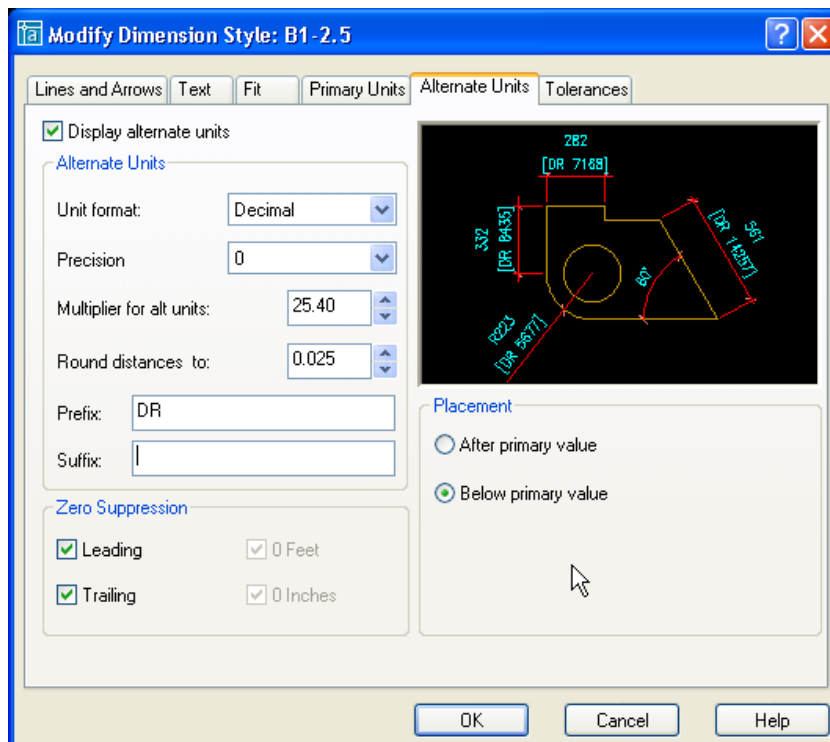 Modify Dimension Style: B1-2.5
Lines and Arrows Text Fit Primary Units Alternate Units Tolerances
Display alternate units
Alternate Units
Unit format: Decimal
Precision 0
Multiplier for alt units: 25.40
Round distances to: 0.025
Prefix: DR
Suffix:
Zero Suppression
Leading 0 Feet
Trailing 0 Inches
282
[DR 7168]
332
[DR 8435]
561
[DR 14257]
60°
R223
[DR 5677]
Placement
After primary value
Below primary value
OK Cancel Help